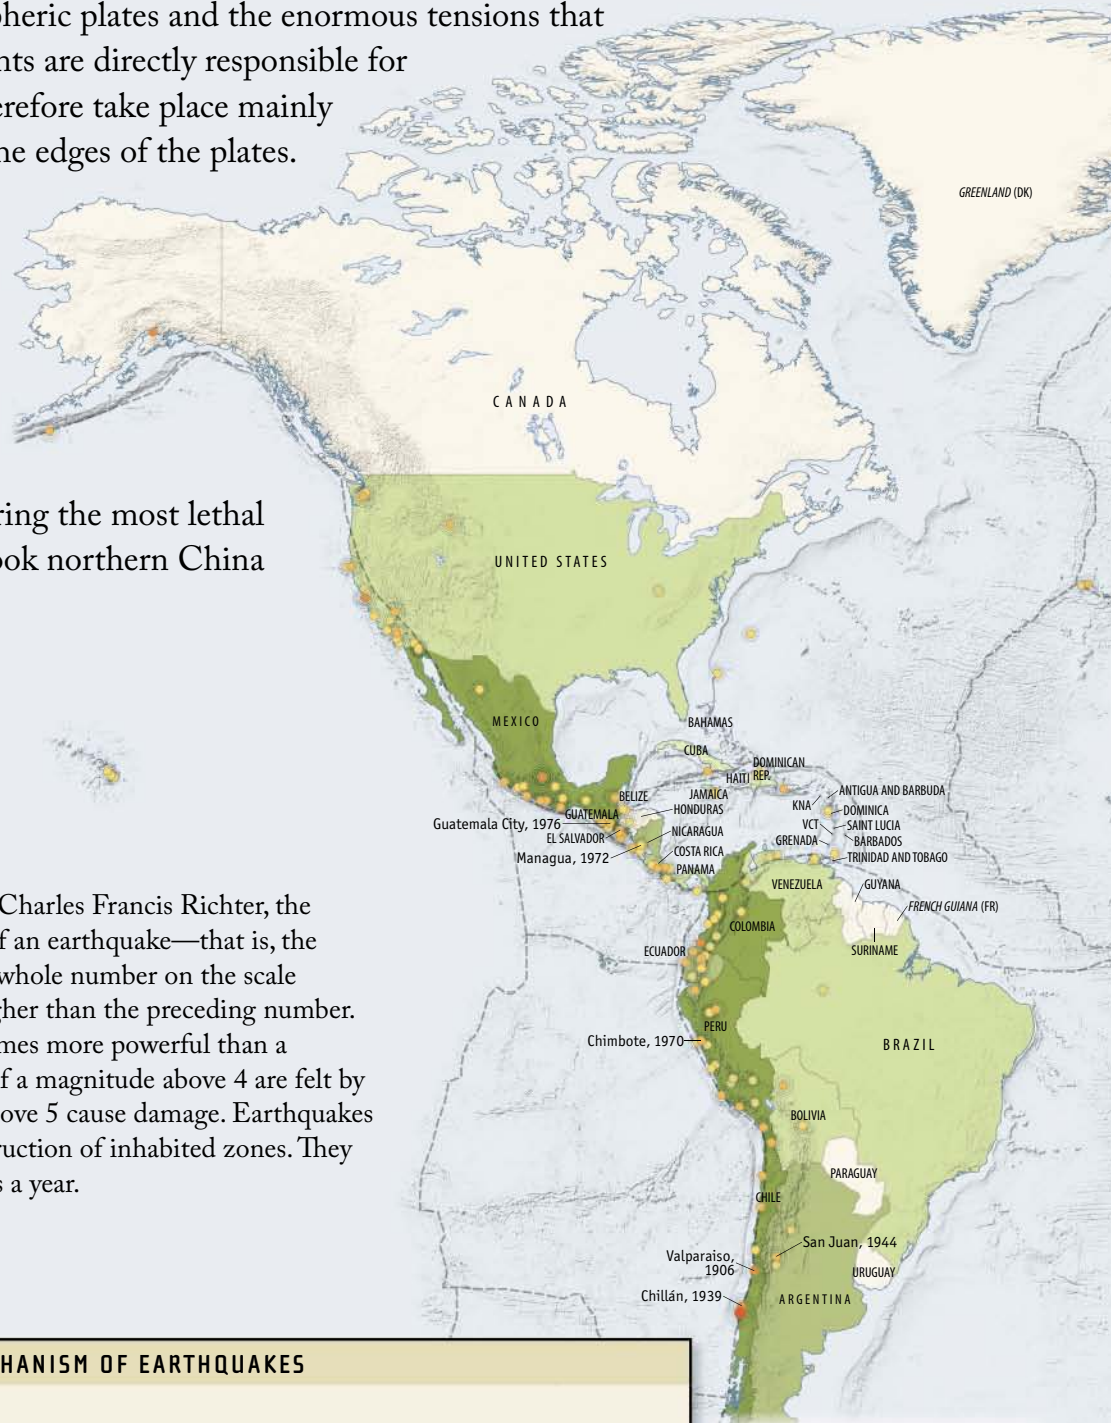 pheric plates and the enormous tensions that
nts are directly responsible for
erefore take place mainly
he edges of the plates.
GREENLAND (DK)
CANADA
ring the most lethal
ook northern China
UNITED STATES
MEXICO
BAHAMAS
CUBA
DOMINICAN
REP.
HAITI
JAMAICA
BELIZE
HONDURAS
GUATEMALA
Guatemala City, 1976
EL SALVADOR
NICARAGUA
Managua, 1972
COSTA RICA
PANAMA
KNA
ANTIGUA AND BARBUDA
DOMINICA
VCT
SAINT LUCIA
GRENADA
BARBADOS
TRINIDAD AND TOBAGO
VENEZUELA
GUYANA
FRENCH GUIANA (FR)
SURINAME
COLOMBIA
ECUADOR
Charles Francis Richter, the
f an earthquake—that is, the
whole number on the scale
gher than the preceding number.
mes more powerful than a
f a magnitude above 4 are felt by
ove 5 cause damage. Earthquakes
ruction of inhabited zones. They
s a year.
PERU
Chimbote, 1970
BRAZIL
BOLIVIA
PARAGUAY
CHILE
San Juan, 1944
Valparaiso,
1906
URUGUAY
Chillán, 1939
ARGENTINA
HANISM OF EARTHQUAKES